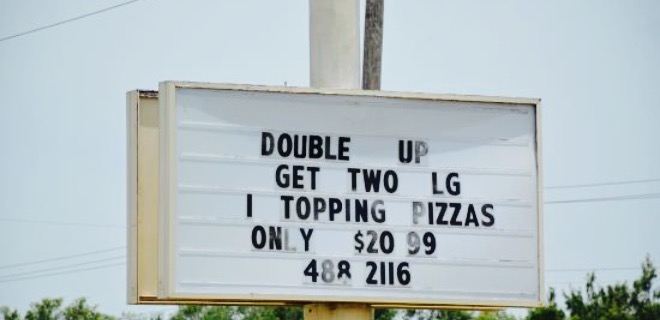 DOUBLE UP
GET TWO LG
1 TOPPING PIZZAS
ONLY $20 99
488 2116